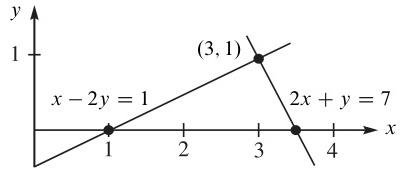 y
1
(3, 1)
x − 2y = 1
2x + y = 7
x
1
2
3
4